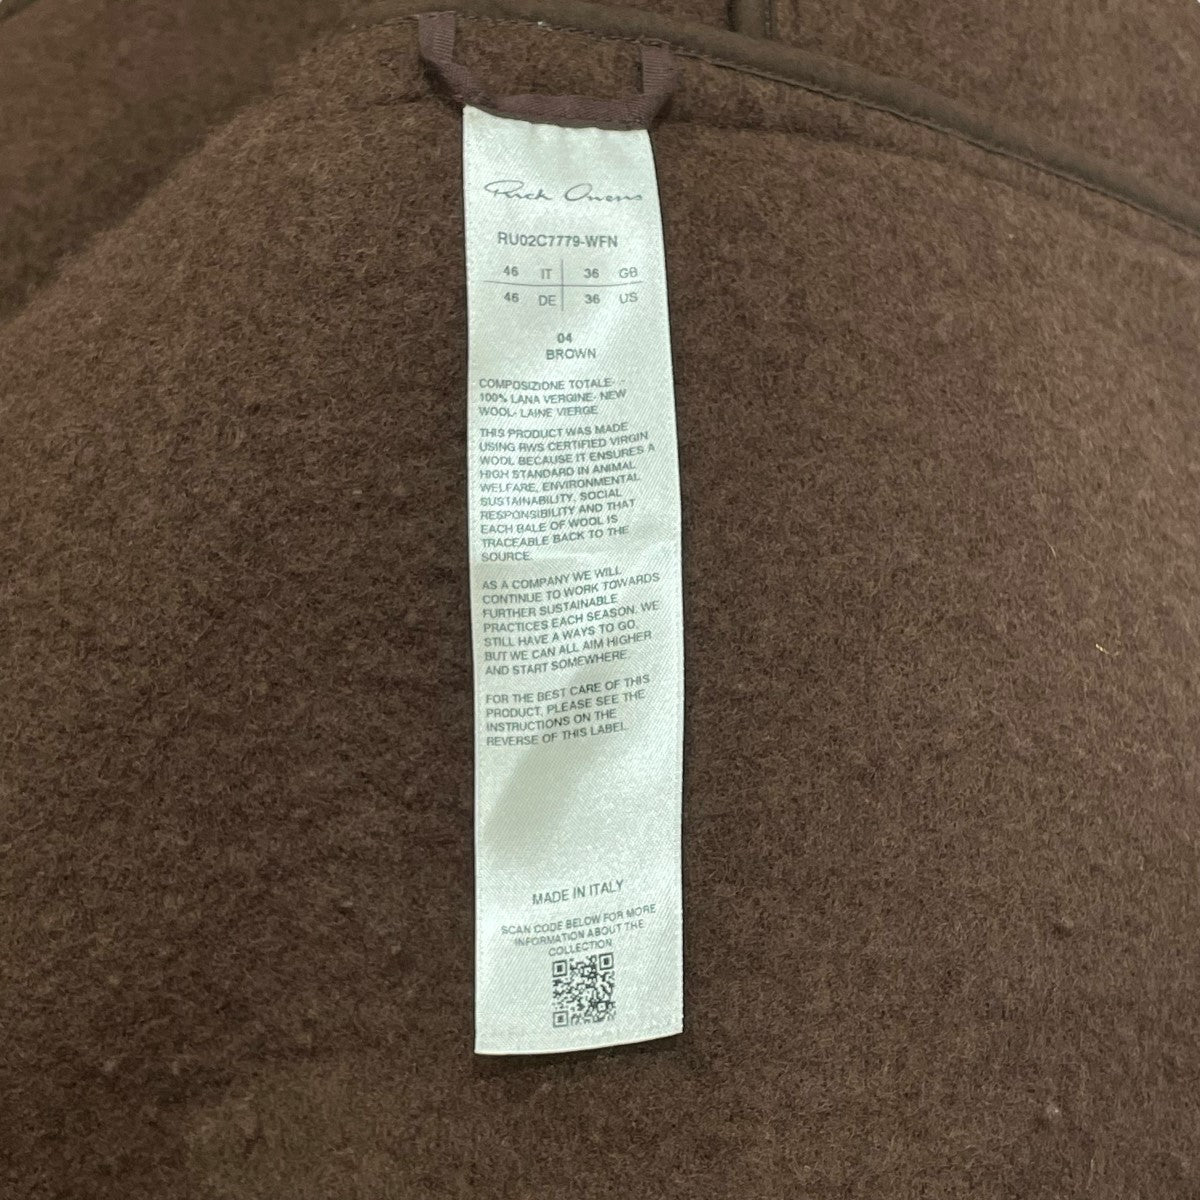 Rick Owens
RU02C7779-WFN
46 IT 36 GB
46 DE 36 US
04
BROWN
COMPOSIZIONE TOTALE- -
100% LANA VERGINE- NEW
WOOL- LAINE VIERGE
THIS PRODUCT WAS MADE
USING RWS CERTIFIED VIRGIN
WOOL BECAUSE IT ENSURES A
HIGH STANDARD IN ANIMAL
WELFARE, ENVIRONMENTAL
SUSTAINABILITY, SOCIAL
RESPONSIBILITY AND THAT
EACH BALE OF WOOL IS
TRACEABLE BACK TO THE
SOURCE.
AS A COMPANY WE WILL
CONTINUE TO WORK TOWARDS
FURTHER SUSTAINABLE
PRACTICES EACH SEASON. WE
STILL HAVE A WAYS TO GO,
BUT WE CAN ALL AIM HIGHER
AND START SOMEWHERE.
FOR THE BEST CARE OF THIS
PRODUCT, PLEASE SEE THE
INSTRUCTIONS ON THE
REVERSE OF THIS LABEL.
MADE IN ITALY
SCAN CODE BELOW FOR MORE
INFORMATION ABOUT THE
COLLECTION